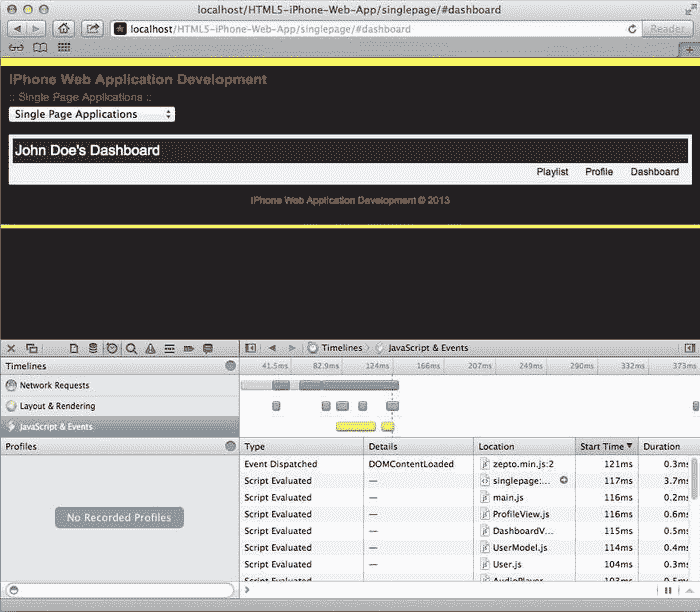 localhost/HTML5-iPhone-Web-App/singlepage/#dashboard
localhost/HTML5-iPhone-Web-App/singlepage/#dashboard
Reader
iPhone Web Application Development
:: Single Page Applications ::
Single Page Applications
John Doe's Dashboard
Playlist Profile Dashboard
iPhone Web Application Development © 2013
Timelines JavaScript & Events
Timelines 41.5ms 82.9ms 124ms 166ms 207ms 249ms 290ms 332ms 373ms
Network Requests
Layout & Rendering
JavaScript & Events
Profiles
No Recorded Profiles
Type Details Location Start Time Duration
Event Dispatched DOMContentLoaded zepto.min.js:2 121ms 0.3ms
Script Evaluated — singlepage:... 117ms 3.7ms
Script Evaluated — main.js 116ms 0.2ms
Script Evaluated — ProfileView.js 116ms 0.6ms
Script Evaluated — DashboardV... 115ms 0.5ms
Script Evaluated — UserModel.js 114ms 0.4ms
Script Evaluated — User.js 104ms 0.3ms
Script Evaluated — AudioPlayer 103ms 0.5ms